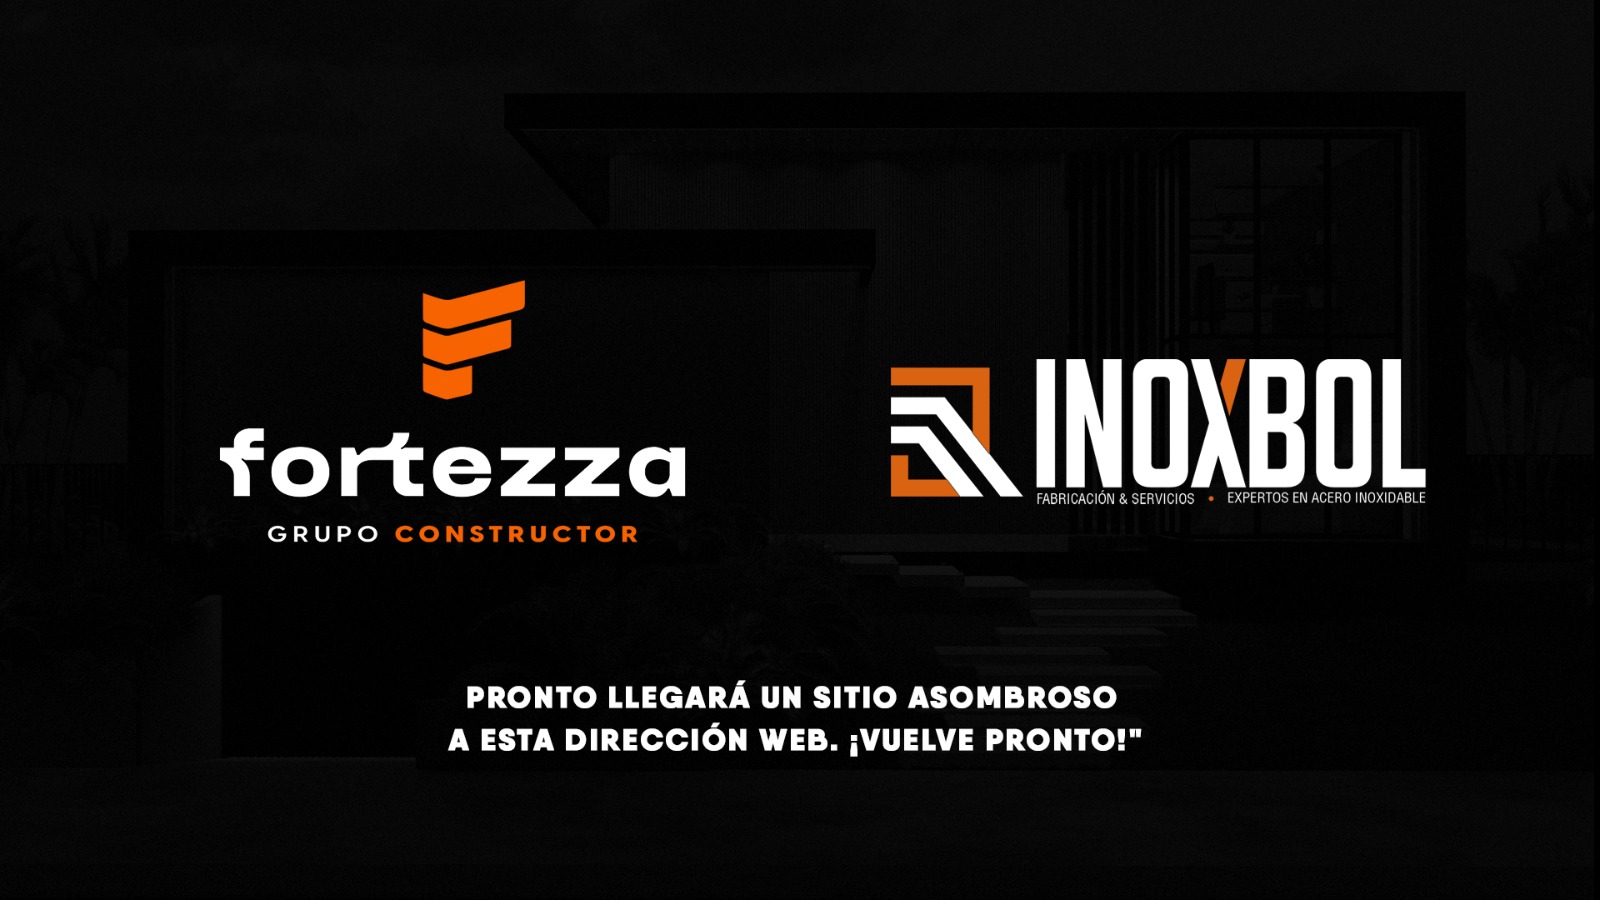 fortezza
GRUPO CONSTRUCTOR
INOXBOL
FABRICACIÓN & SERVICIOS • EXPERTOS EN ACERO INOXIDABLE
PRONTO LLEGARÁ UN SITIO ASOMBROSO
A ESTA DIRECCIÓN WEB. ¡VUELVE PRONTO!"